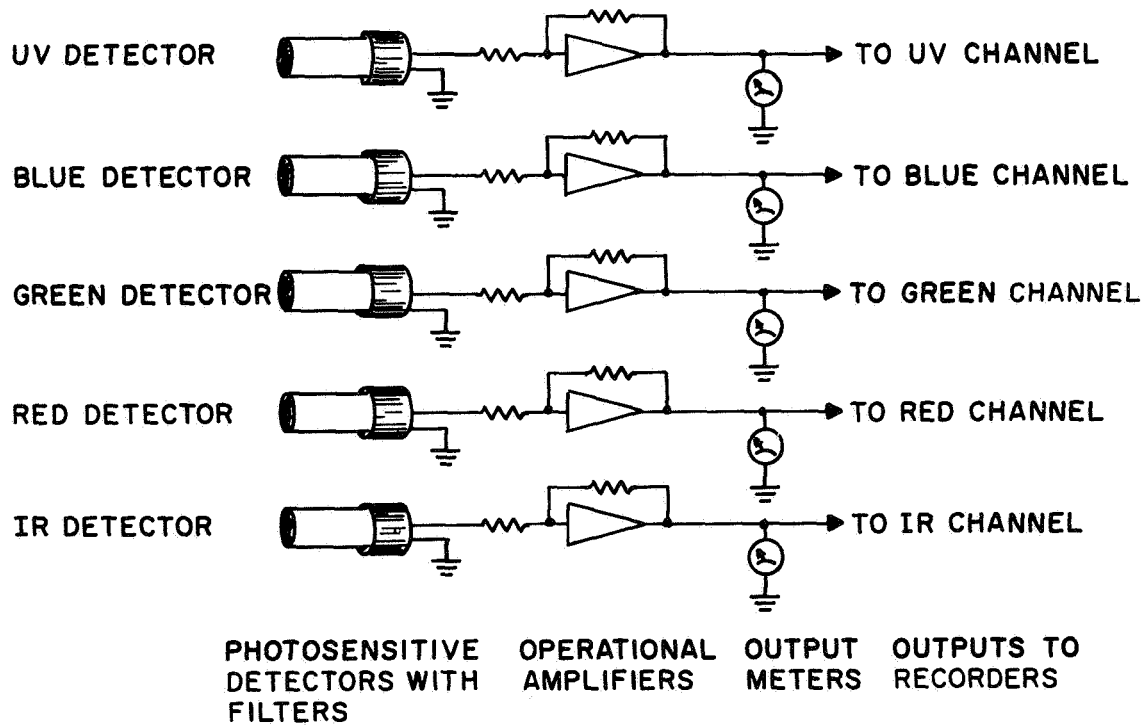 UV DETECTOR TO UV CHANNEL
BLUE DETECTOR TO BLUE CHANNEL
GREEN DETECTOR TO GREEN CHANNEL
RED DETECTOR TO RED CHANNEL
IR DETECTOR TO IR CHANNEL
PHOTOSENSITIVE
DETECTORS WITH
FILTERS
OPERATIONAL
AMPLIFIERS
OUTPUT
METERS
OUTPUTS TO
RECORDERS